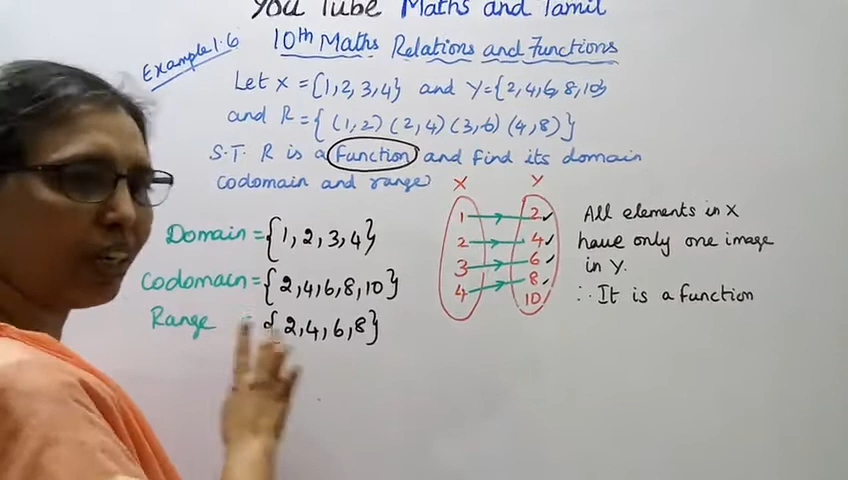 You Tube Maths and Tamil
Example 1.6
10th Maths Relations and Functions
Let X = {1, 2, 3, 4} and Y = {2, 4, 6, 8, 10}
and R = { (1, 2) (2, 4) (3, 6) (4, 8) }
S.T. R is a function and find its domain
codomain and range
X Y
1 2 ✓
2 4 ✓
3 6 ✓
4 8 ✓
10
All elements in X
have only one image
in Y.
∴ It is a function
Domain = {1, 2, 3, 4}
Codomain = {2, 4, 6, 8, 10}
Range = {2, 4, 6, 8}